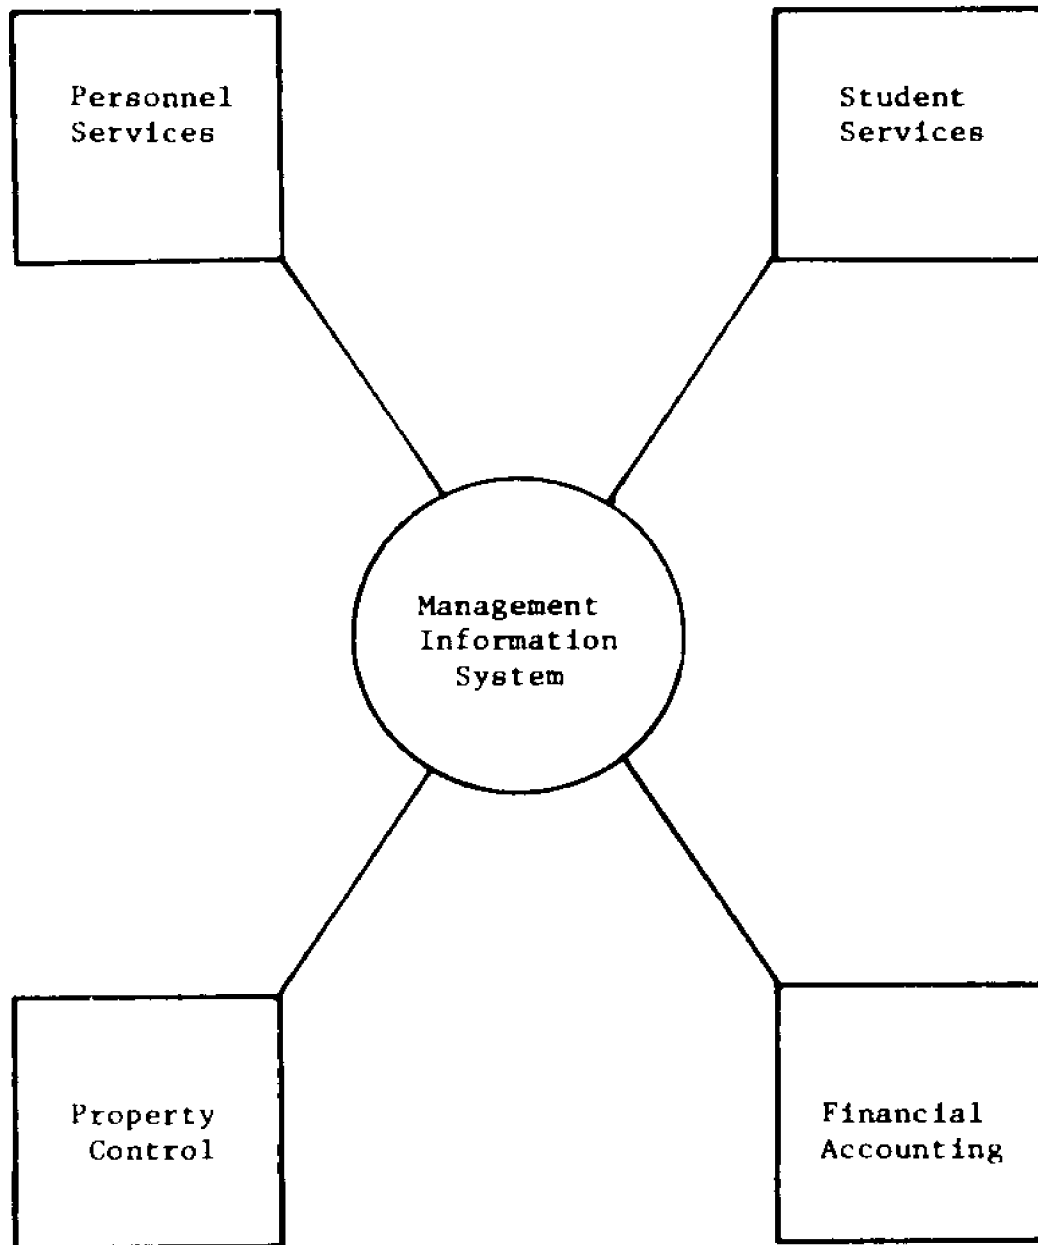 Personnel
Services
Student
Services
Management
Information
System
Property
Control
Financial
Accounting